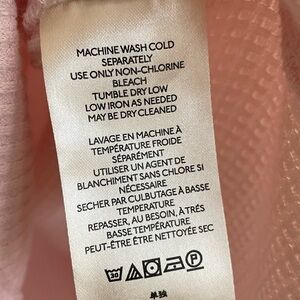 MACHINE WASH COLD
SEPARATELY
USE ONLY NON-CHLORINE
BLEACH
TUMBLE DRY LOW
LOW IRON AS NEEDED
MAY BE DRY CLEANED
LAVAGE EN MACHINE À
TEMPÉRATURE FROIDE
SÉPARÉMENT
UTILISER UN AGENT DE
BLANCHIMENT SANS CHLORE SI
NÉCESSAIRE
SECHER PAR CULBUTAGE À BASSE
TEMPERATURE
REPASSER, AU BESOIN, À TRÈS
BASSE TEMPÉRATURE
PEUT-ÊTRE ÊTRE NETTOYÉE SEC
30
単独